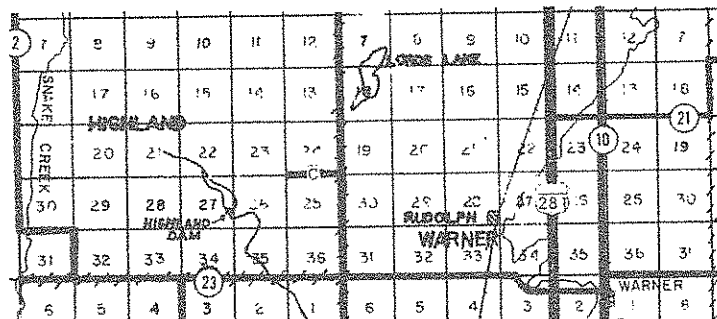 2 7 8 9 10 11 12 7 8 9 10 11 12 7
CORDS LAKE
17 16 15 14 13 18 17 16 15 14 13 18
SNAKE CREEK
HIGHLAND
21
10
20 21 22 23 24 19 20 21 22 23 24 19
C
30 29 28 27 26 25 30 29 28 27 28 25 30
HIGHLAND DAM
RUDOLPH
WARNER
31 32 33 34 35 36 31 32 33 34 35 36 31
23
WARNER
6 5 4 3 2 1 6 5 4 3 2 1 6